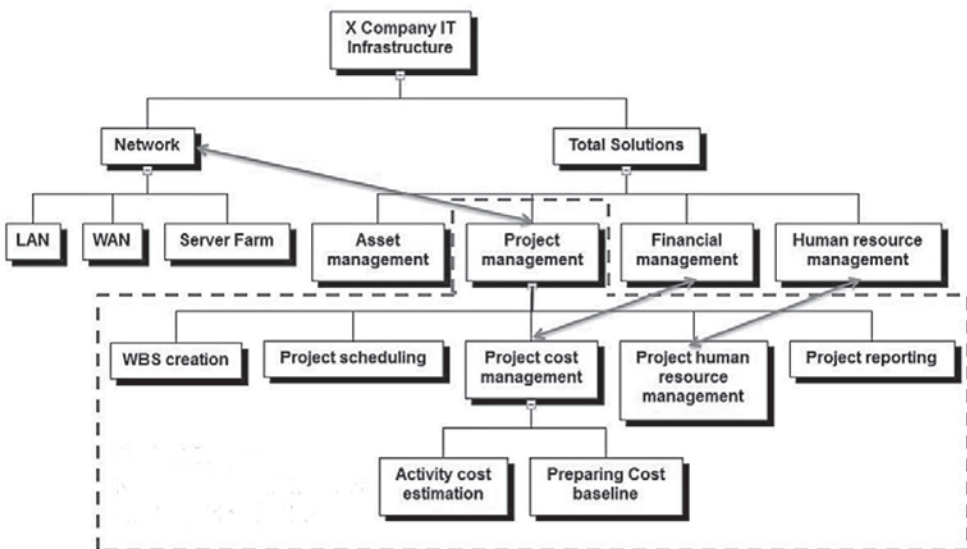 X Company IT
Infrastructure
Network
Total Solutions
LAN
WAN
Server Farm
Asset
management
Project
management
Financial
management
Human resource
management
WBS creation
Project scheduling
Project cost
management
Project human
resource
management
Project reporting
Activity cost
estimation
Preparing Cost
baseline